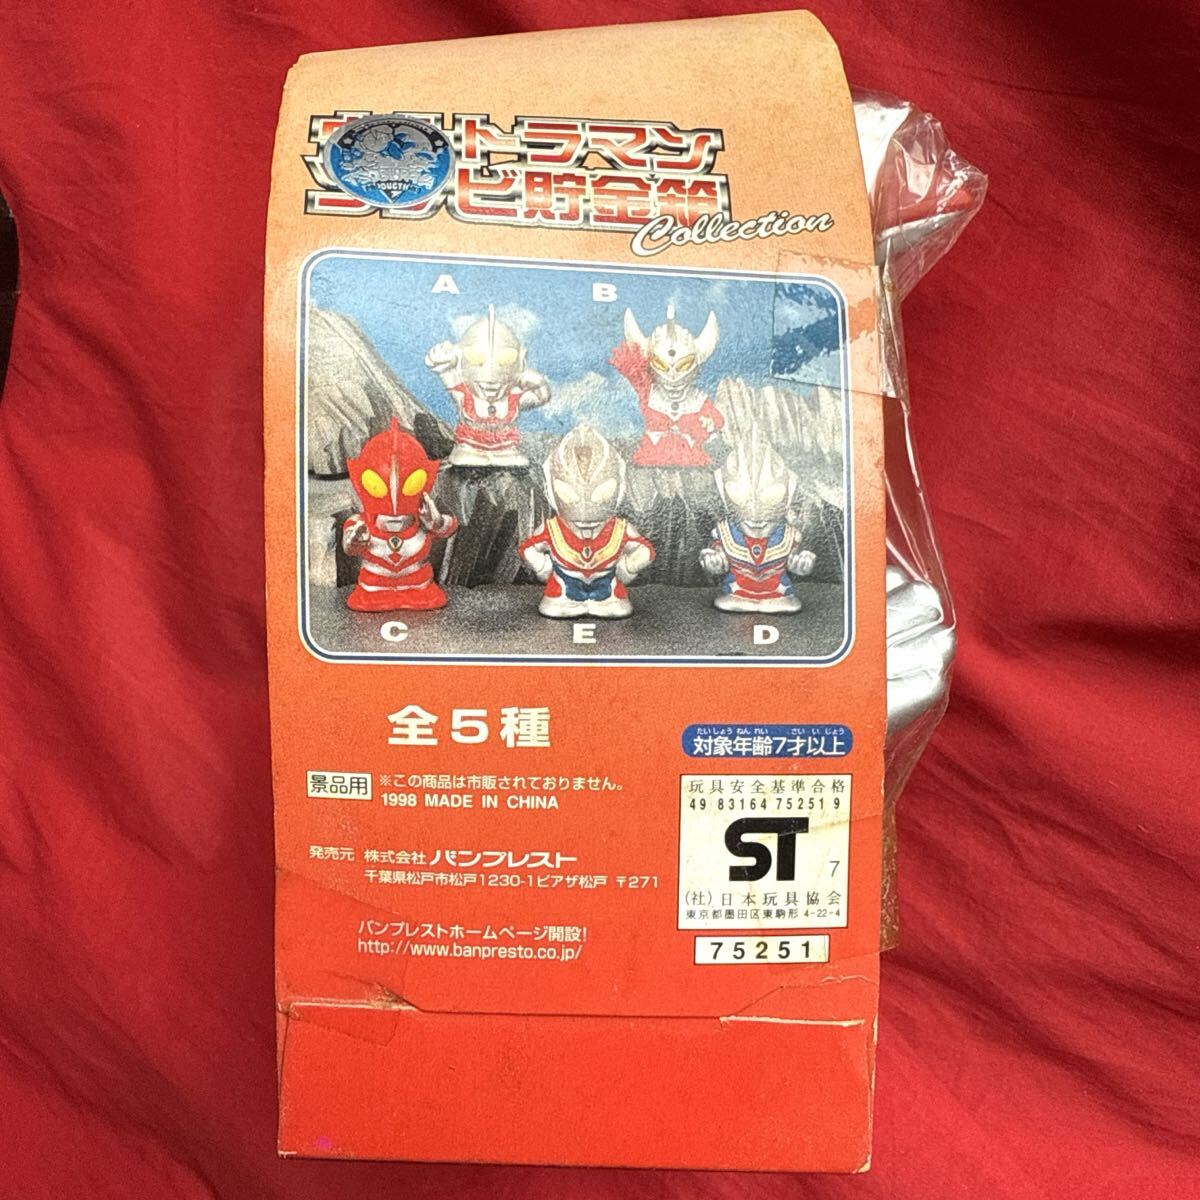 トラマン
ソフビ貯金箱
Collection
A
B
C
E
D
全5種
たいしょうねんれい さいいじょう
対象年齢7才以上
景品用 ※この商品は市販されておりません。
1998 MADE IN CHINA
発売元 株式会社バンプレスト
千葉県松戸市松戸1230-1ピアザ松戸 〒271
バンプレストホームページ開設!
http://www.banpresto.co.jp/
玩具安全基準合格
49 83164 75251 9
ST 7
(社)日本玩具協会
東京都墨田区東駒形 4-22-4
75251